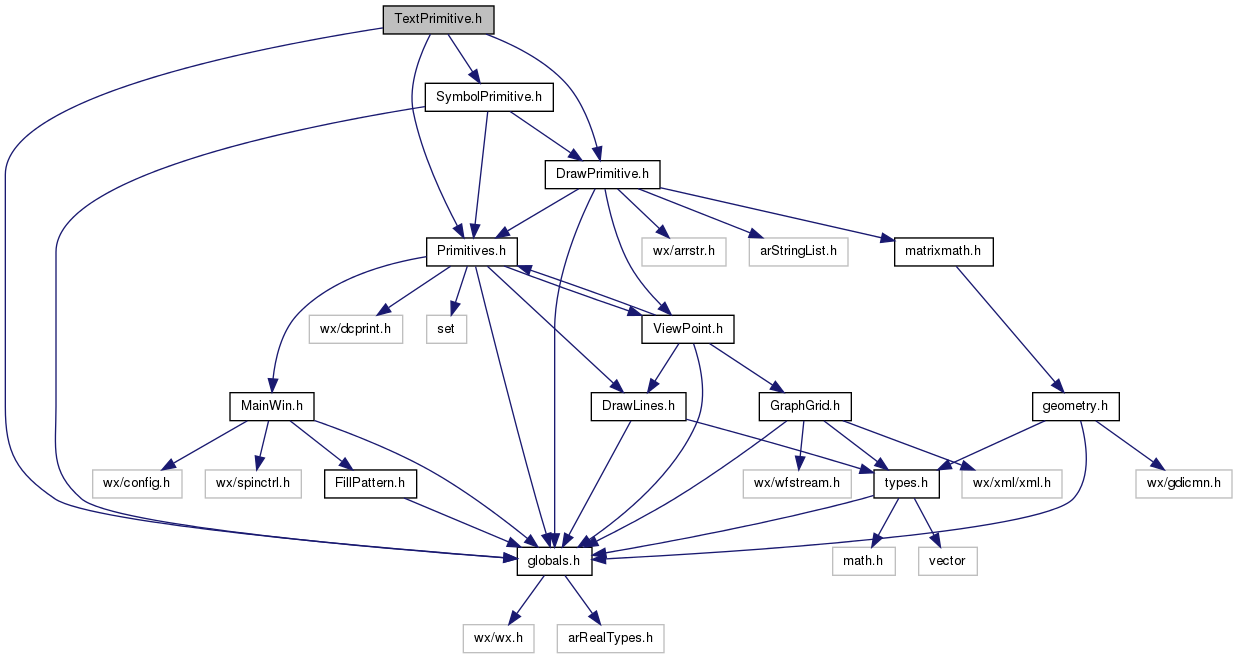 TextPrimitive.h
SymbolPrimitive.h
DrawPrimitive.h
Primitives.h
wx/arrstr.h
arStringList.h
matrixmath.h
wx/dcprint.h
set
ViewPoint.h
MainWin.h
DrawLines.h
GraphGrid.h
geometry.h
wx/config.h
wx/spinctrl.h
FillPattern.h
wx/wfstream.h
types.h
wx/xml/xml.h
wx/gdicmn.h
globals.h
math.h
vector
wx/wx.h
arRealTypes.h